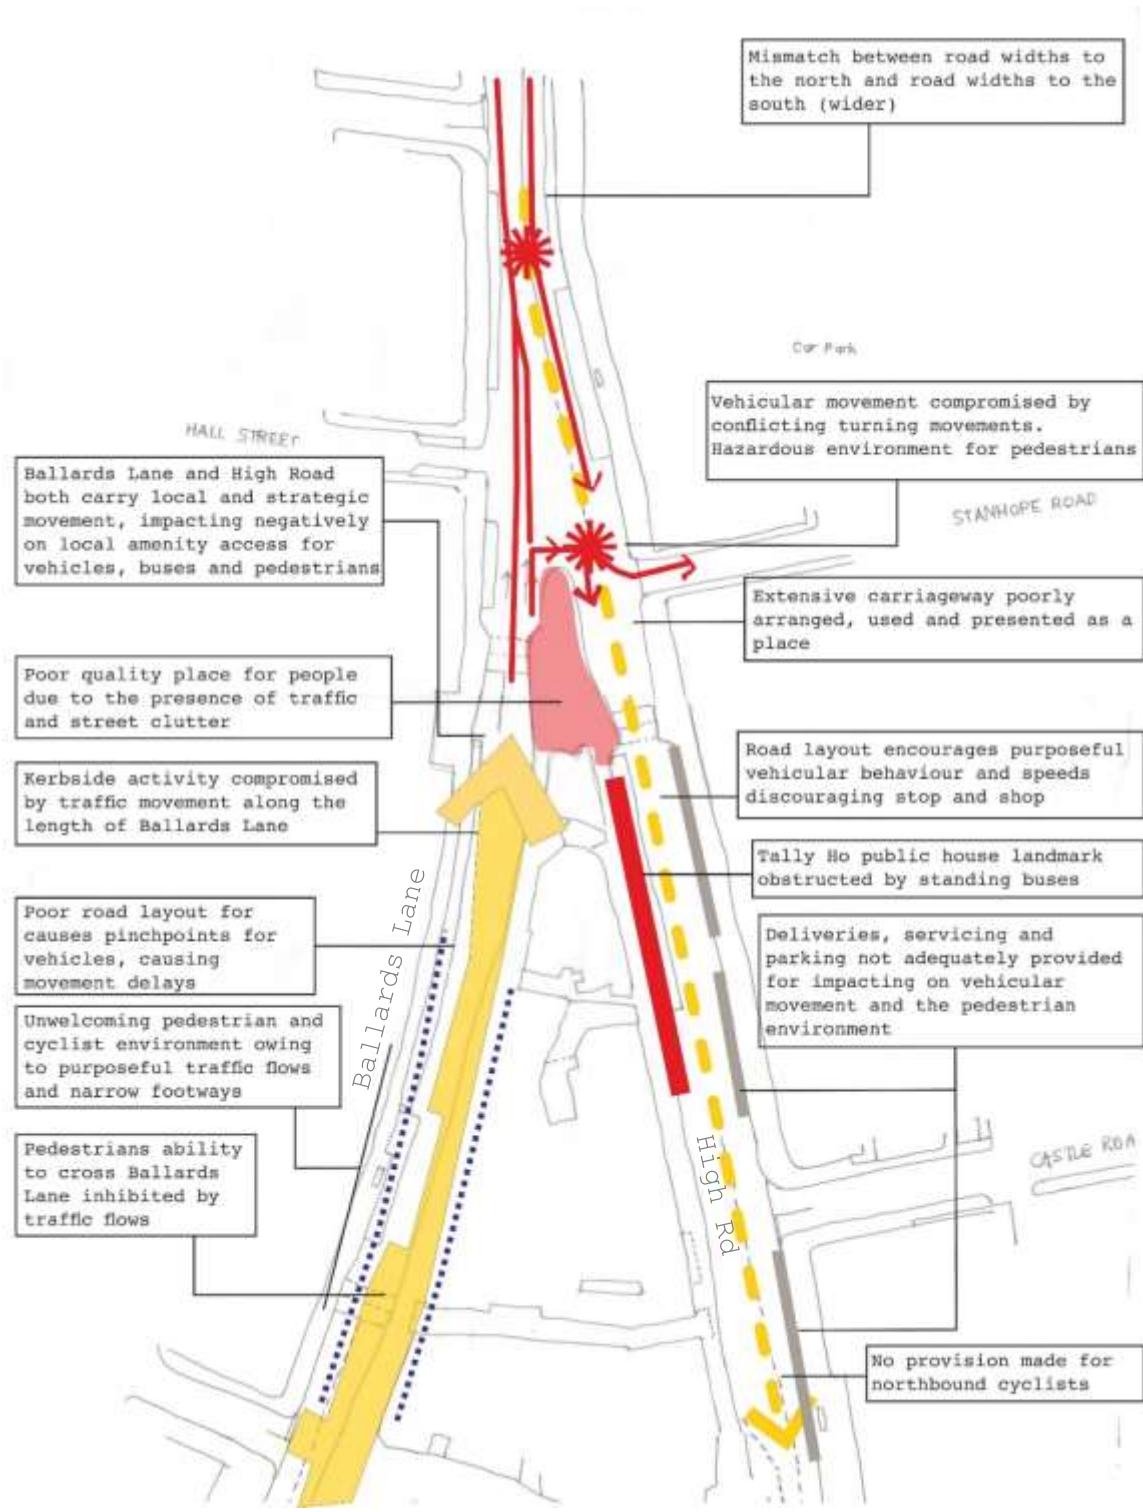 Mismatch between road widths to
the north and road widths to the
south (wider)
Car Park
Vehicular movement compromised by
conflicting turning movements.
Hazardous environment for pedestrians
HALL STREET
STANHOPE ROAD
Ballards Lane and High Road
both carry local and strategic
movement, impacting negatively
on local amenity access for
vehicles, buses and pedestrians
Extensive carriageway poorly
arranged, used and presented as a
place
Poor quality place for people
due to the presence of traffic
and street clutter
Road layout encourages purposeful
vehicular behaviour and speeds
discouraging stop and shop
Kerbside activity compromised
by traffic movement along the
length of Ballards Lane
Tally Ho public house landmark
obstructed by standing buses
Ballards Lane
Poor road layout for
causes pinchpoints for
vehicles, causing
movement delays
Deliveries, servicing and
parking not adequately provided
for impacting on vehicular
movement and the pedestrian
environment
Unwelcoming pedestrian and
cyclist environment owing
to purposeful traffic flows
and narrow footways
Pedestrians ability
to cross Ballards
Lane inhibited by
traffic flows
High Rd
CASTLE ROA
No provision made for
northbound cyclists